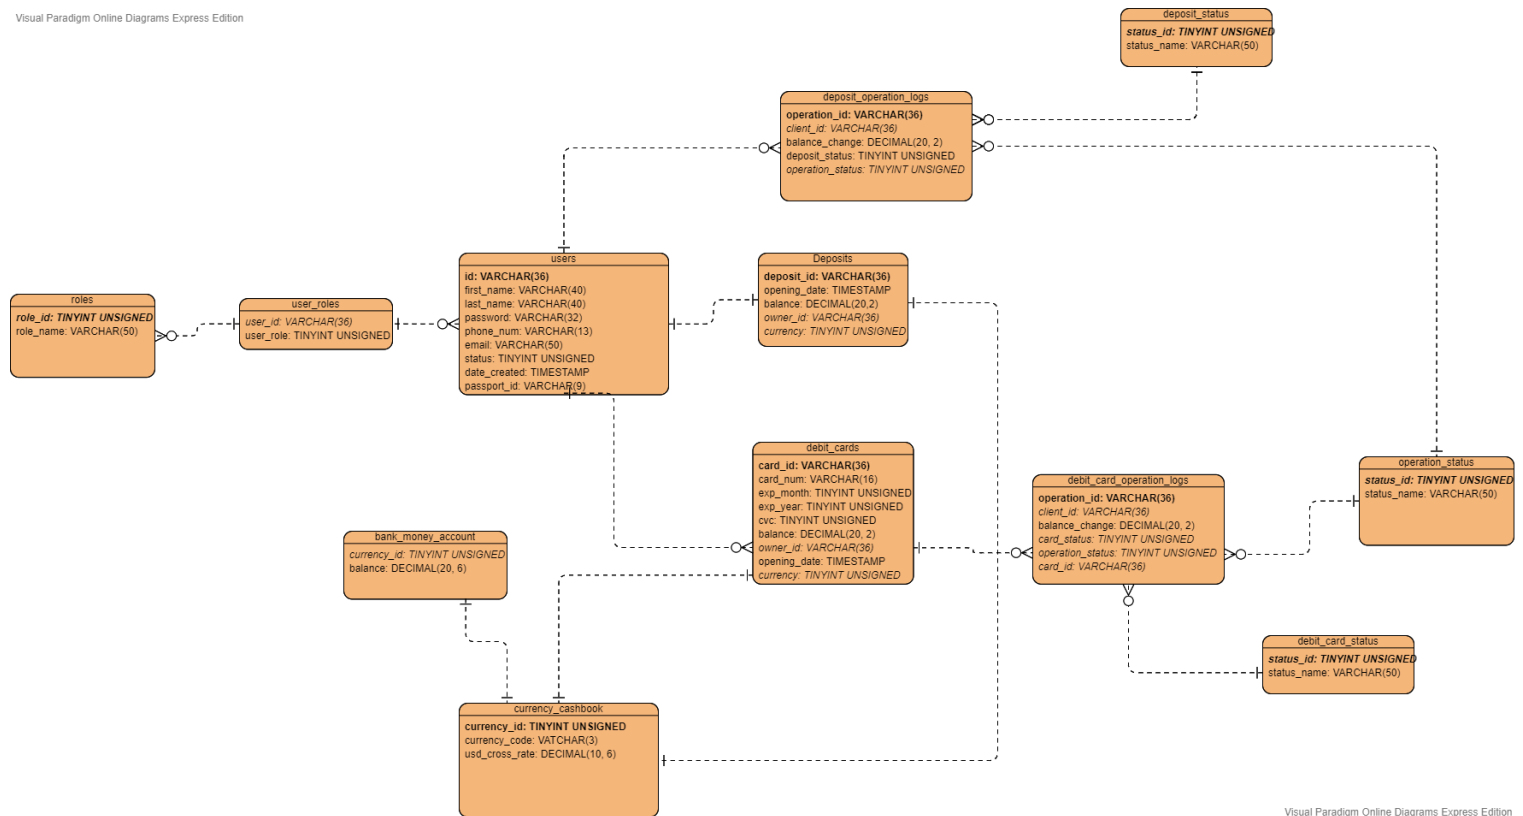 Visual Paradigm Online Diagrams Express Edition
deposit_status
status_id: TINYINT UNSIGNED
status_name: VARCHAR(50)
deposit_operation_logs
operation_id: VARCHAR(36)
client_id: VARCHAR(36)
balance_change: DECIMAL(20, 2)
deposit_status: TINYINT UNSIGNED
operation_status: TINYINT UNSIGNED
roles
role_id: TINYINT UNSIGNED
role_name: VARCHAR(50)
user_roles
user_id: VARCHAR(36)
user_role: TINYINT UNSIGNED
users
id: VARCHAR(36)
first_name: VARCHAR(40)
last_name: VARCHAR(40)
password: VARCHAR(32)
phone_num: VARCHAR(13)
email: VARCHAR(50)
status: TINYINT UNSIGNED
date_created: TIMESTAMP
passport_id: VARCHAR(9)
Deposits
deposit_id: VARCHAR(36)
opening_date: TIMESTAMP
balance: DECIMAL(20,2)
owner_id: VARCHAR(36)
currency: TINYINT UNSIGNED
debit_cards
card_id: VARCHAR(36)
card_num: VARCHAR(16)
exp_month: TINYINT UNSIGNED
exp_year: TINYINT UNSIGNED
cvc: TINYINT UNSIGNED
balance: DECIMAL(20, 2)
owner_id: VARCHAR(36)
opening_date: TIMESTAMP
currency: TINYINT UNSIGNED
debit_card_operation_logs
operation_id: VARCHAR(36)
client_id: VARCHAR(36)
balance_change: DECIMAL(20, 2)
card_status: TINYINT UNSIGNED
operation_status: TINYINT UNSIGNED
card_id: VARCHAR(36)
operation_status
status_id: TINYINT UNSIGNED
status_name: VARCHAR(50)
bank_money_account
currency_id: TINYINT UNSIGNED
balance: DECIMAL(20, 6)
debit_card_status
status_id: TINYINT UNSIGNED
status_name: VARCHAR(50)
currency_cashbook
currency_id: TINYINT UNSIGNED
currency_code: VATCHAR(3)
usd_cross_rate: DECIMAL(10, 6)
Visual Paradigm Online Diagrams Express Edition